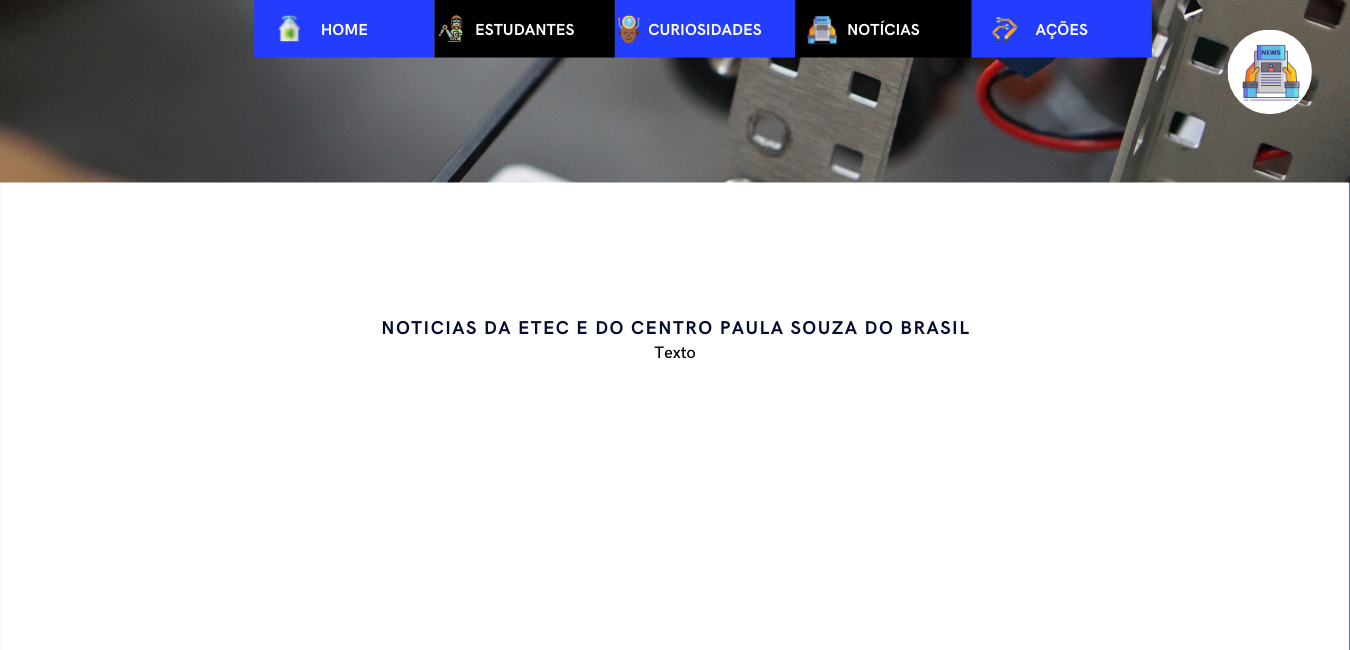 HOME
ESTUDANTES
CURIOSIDADES
NOTÍCIAS
AÇÕES
NEWS
NOTICIAS DA ETEC E DO CENTRO PAULA SOUZA DO BRASIL
Texto